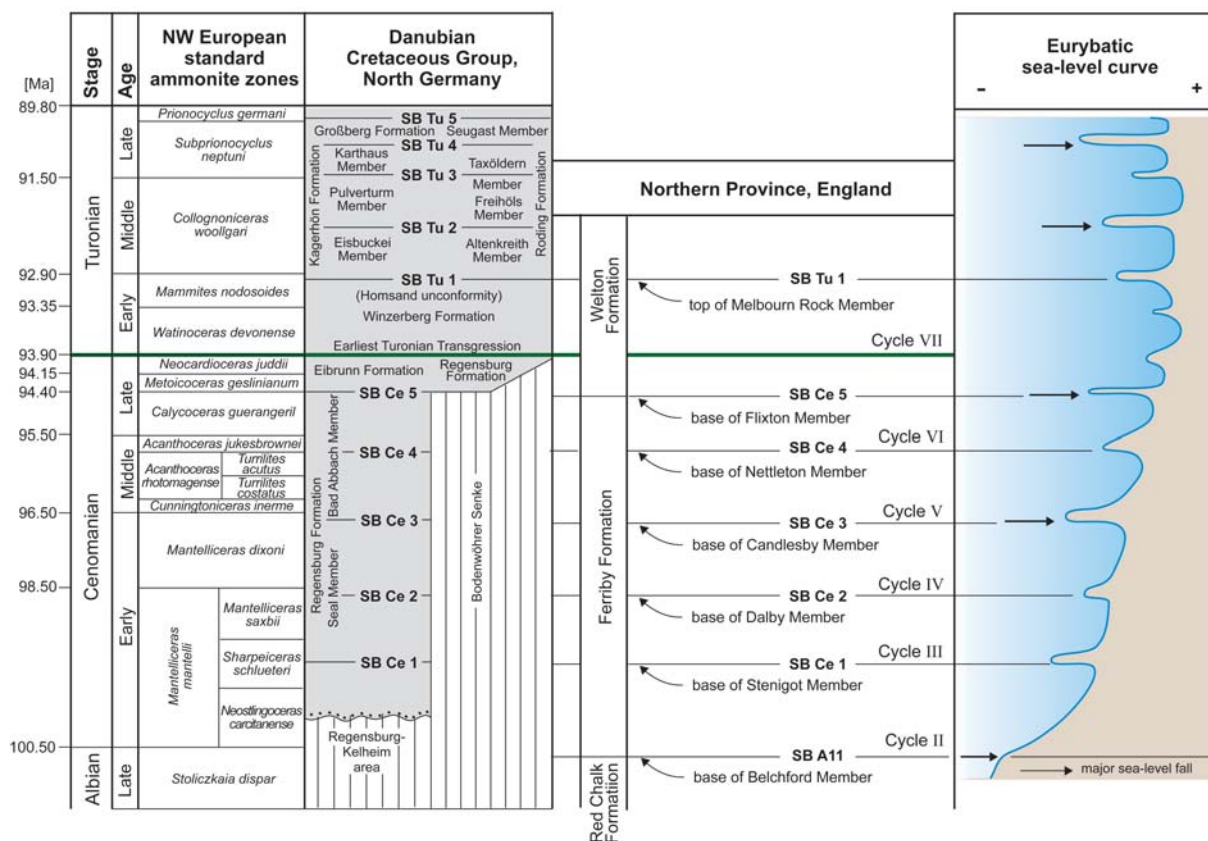 [Ma]
Stage
Age
NW European
standard
ammonite zones
Danubian
Cretaceous Group,
North Germany
Eurybatic
sea-level curve
- +
89.80
91.50
92.90
93.35
93.90
94.15
94.40
95.50
96.50
98.50
100.50
Turonian
Cenomanian
Albian
Late
Middle
Early
Late
Middle
Early
Late
Prionocyclus germani
Subprionocyclus
neptuni
Collognoniceras
woollgari
Mammites nodosoides
Watinoceras devonense
Neocardioceras juddii
Metoicoceras geslinianum
Calycoceras guerangeril
Acanthoceras jukesbrownei
Acanthoceras
rhotomagense
Turrilites
acutus
Turrilites
costatus
Cunningtoniceras inerme
Mantelliceras dixoni
Mantelliceras
mantelli
Mantelliceras
saxbii
Sharpeiceras
schlueteri
Neostlingoceras
carcitanense
Stoliczkaia dispar
SB Tu 5
Großberg Formation Seugast Member
SB Tu 4
Kagerhön Formation
Karthaus
Member
Taxöldern
Member
SB Tu 3
Pulverturm
Member
Freihöls
Member
Roding Formation
SB Tu 2
Eisbuckei
Member
Altenkreith
Member
SB Tu 1
(Homsand unconformity)
Winzerberg Formation
Earliest Turonian Transgression
Eibrunn Formation
Regensburg
Formation
SB Ce 5
Bad Abbach Member
SB Ce 4
Regensburg Formation
SB Ce 3
Seal Member
SB Ce 2
SB Ce 1
Bodenwöhrer Senke
Regensburg-
Kelheim
area
Northern Province, England
Welton
Formation
Ferriby Formation
Red Chalk
Formatiion
SB Tu 1
top of Melbourn Rock Member
Cycle VII
SB Ce 5
base of Flixton Member
Cycle VI
SB Ce 4
base of Nettleton Member
Cycle V
SB Ce 3
base of Candlesby Member
Cycle IV
SB Ce 2
base of Dalby Member
Cycle III
SB Ce 1
base of Stenigot Member
Cycle II
SB A11
base of Belchford Member
major sea-level fall